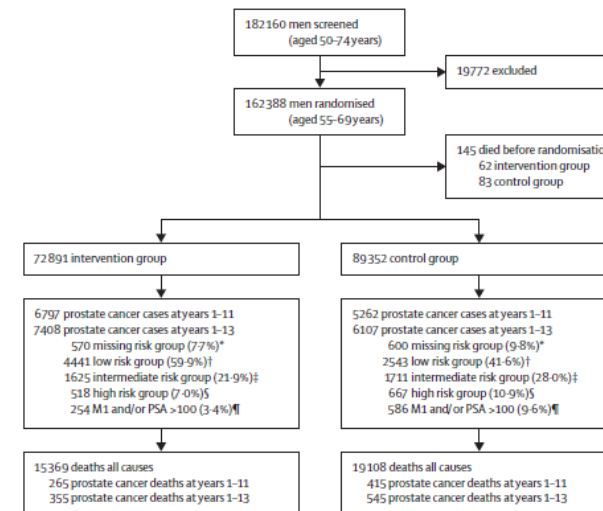 182160 men screened
(aged 50-74 years)
19772 excluded
162388 men randomised
(aged 55-69 years)
145 died before randomisatio
62 intervention group
83 control group
72891 intervention group
89352 control group
6797 prostate cancer cases at years 1–11
7408 prostate cancer cases at years 1–13
570 missing risk group (7·7%)*
4441 low risk group (59·9%)†
1625 intermediate risk group (21·9%)‡
518 high risk group (7·0%)§
254 M1 and/or PSA >100 (3·4%)¶
5262 prostate cancer cases at years 1–11
6107 prostate cancer cases at years 1–13
600 missing risk group (9·8%)*
2543 low risk group (41·6%)†
1711 intermediate risk group (28·0%)‡
667 high risk group (10·9%)§
586 M1 and/or PSA >100 (9·6%)¶
15369 deaths all causes
265 prostate cancer deaths at years 1–11
355 prostate cancer deaths at years 1–13
19108 deaths all causes
415 prostate cancer deaths at years 1–11
545 prostate cancer deaths at years 1–13